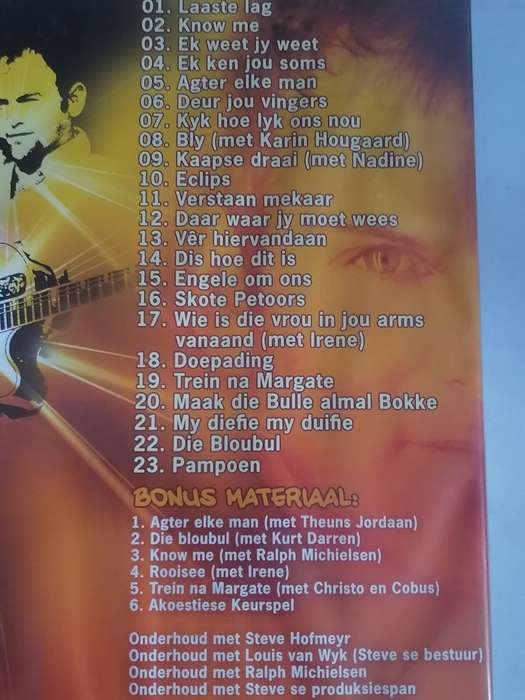 01. Laaste lag
02. Know me
03. Ek weet jy weet
04. Ek ken jou soms
05. Agter elke man
06. Deur jou vingers
07. Kyk hoe lyk ons nou
08. Bly (met Karin Hougaard)
09. Kaapse draai (met Nadine)
10. Eclips
11. Verstaan mekaar
12. Daar waar jy moet wees
13. Vêr hiervandaan
14. Dis hoe dit is
15. Engele om ons
16. Skote Petoors
17. Wie is die vrou in jou arms
vanaand (met Irene)
18. Doepading
19. Trein na Margate
20. Maak die Bulle almal Bokke
21. My diefie my duifie
22. Die Bloubul
23. Pampoen
BONUS MATERIAAL:
1. Agter elke man (met Theuns Jordaan)
2. Die bloubul (met Kurt Darren)
3. Know me (met Ralph Michielsen)
4. Rooisee (met Irene)
5. Trein na Margate (met Christo en Cobus)
6. Akoestiese Keurspel
Onderhoud met Steve Hofmeyr
Onderhoud met Louis van Wyk (Steve se bestuur)
Onderhoud met Ralph Michielsen
Onderhoud met Steve se produksiespan